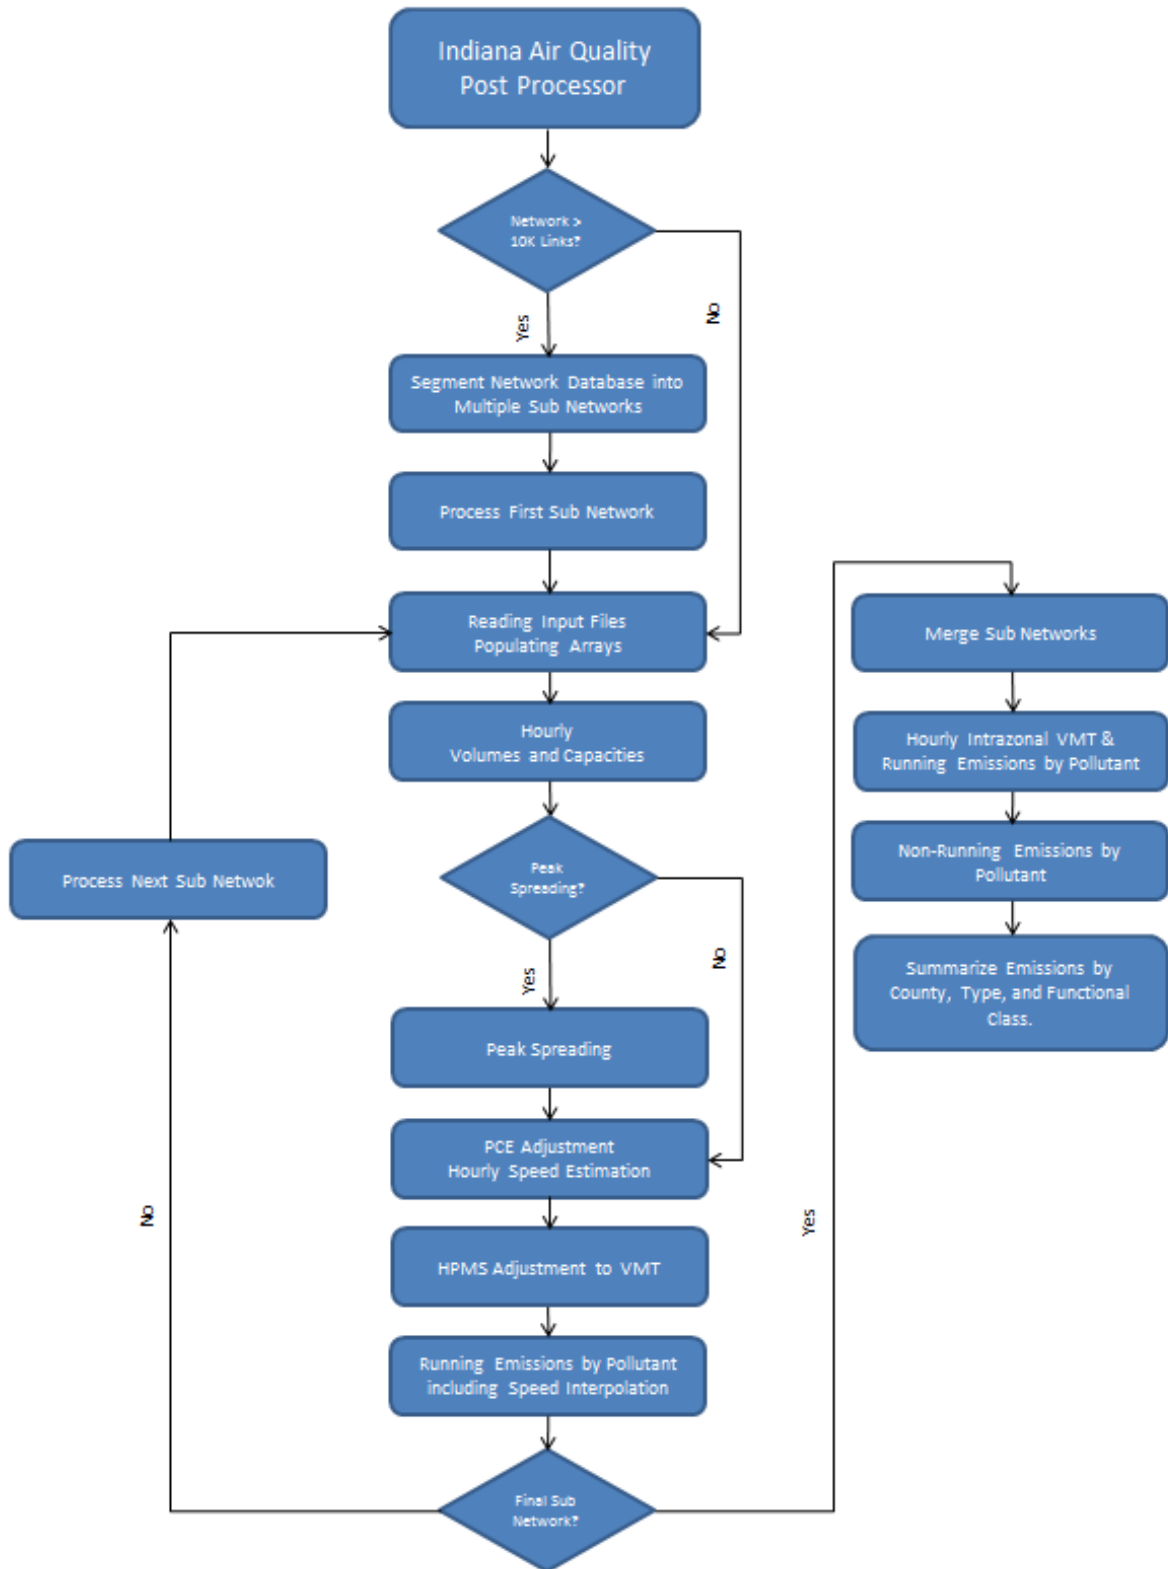 Indiana Air Quality
Post Processor
Network >
10K Links?
Yes
No
Segment Network Database into
Multiple Sub Networks
Process First Sub Network
Reading Input Files
Populating Arrays
Hourly
Volumes and Capacities
Peak
Spreading?
Yes
No
Peak Spreading
PCE Adjustment
Hourly Speed Estimation
HPMS Adjustment to VMT
Running Emissions by Pollutant
including Speed Interpolation
Final Sub
Network?
No
Process Next Sub Netwok
Yes
Merge Sub Networks
Hourly Intrazonal VMT &
Running Emissions by Pollutant
Non-Running Emissions by
Pollutant
Summarize Emissions by
County, Type, and Functional
Class.